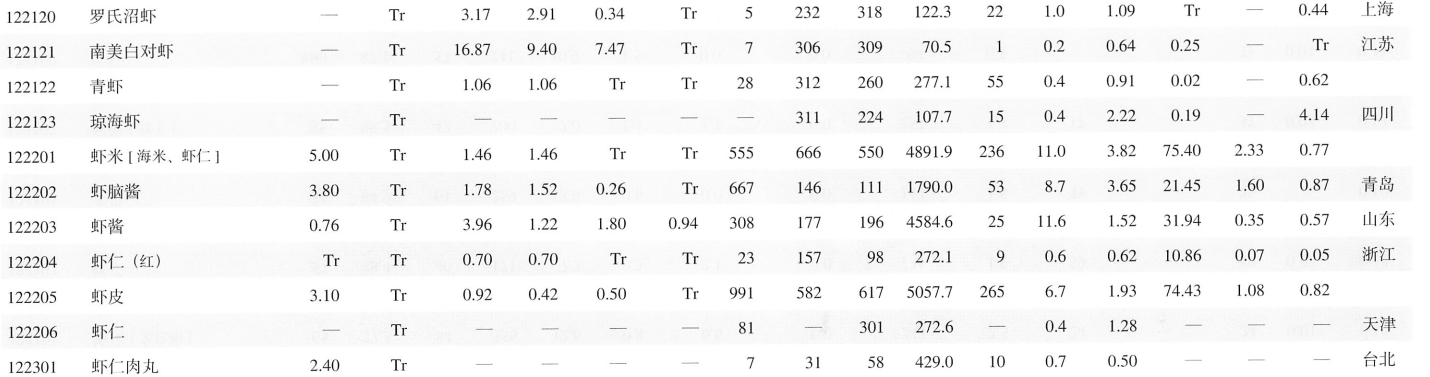 122120 罗氏沼虾 — Tr 3.17 2.91 0.34 Tr 5 232 318 122.3 22 1.0 1.09 Tr — 0.44 上海
122121 南美白对虾 — Tr 16.87 9.40 7.47 Tr 7 306 309 70.5 1 0.2 0.64 0.25 — Tr 江苏
122122 青虾 — Tr 1.06 1.06 Tr Tr 28 312 260 277.1 55 0.4 0.91 0.02 — 0.62
122123 琼海虾 — Tr — — — — — 311 224 107.7 15 0.4 2.22 0.19 — 4.14 四川
122201 虾米 [ 海米、虾仁 ] 5.00 Tr 1.46 1.46 Tr Tr 555 666 550 4891.9 236 11.0 3.82 75.40 2.33 0.77
122202 虾脑酱 3.80 Tr 1.78 1.52 0.26 Tr 667 146 111 1790.0 53 8.7 3.65 21.45 1.60 0.87 青岛
122203 虾酱 0.76 Tr 3.96 1.22 1.80 0.94 308 177 196 4584.6 25 11.6 1.52 31.94 0.35 0.57 山东
122204 虾仁（红） Tr Tr 0.70 0.70 Tr Tr 23 157 98 272.1 9 0.6 0.62 10.86 0.07 0.05 浙江
122205 虾皮 3.10 Tr 0.92 0.42 0.50 Tr 991 582 617 5057.7 265 6.7 1.93 74.43 1.08 0.82
122206 虾仁 — Tr — — — — 81 — 301 272.6 — 0.4 1.28 — — — 天津
122301 虾仁肉丸 2.40 Tr — — — — 7 31 58 429.0 10 0.7 0.50 — — — 台北